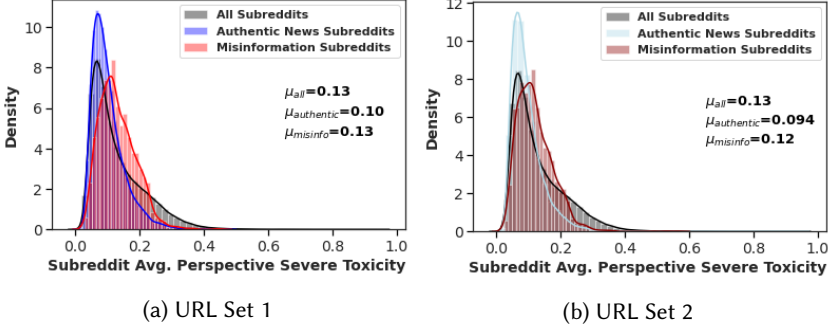 All Subreddits
Authentic News Subreddits
Misinformation Subreddits
μall=0.13
μauthentic=0.10
μmisinfo=0.13
Density
10
8
6
4
2
0
0.0 0.2 0.4 0.6 0.8 1.0
Subreddit Avg. Perspective Severe Toxicity
(a) URL Set 1
All Subreddits
Authentic News Subreddits
Misinformation Subreddits
μall=0.13
μauthentic=0.094
μmisinfo=0.12
Density
12
10
8
6
4
2
0
0.0 0.2 0.4 0.6 0.8 1.0
Subreddit Avg. Perspective Severe Toxicity
(b) URL Set 2